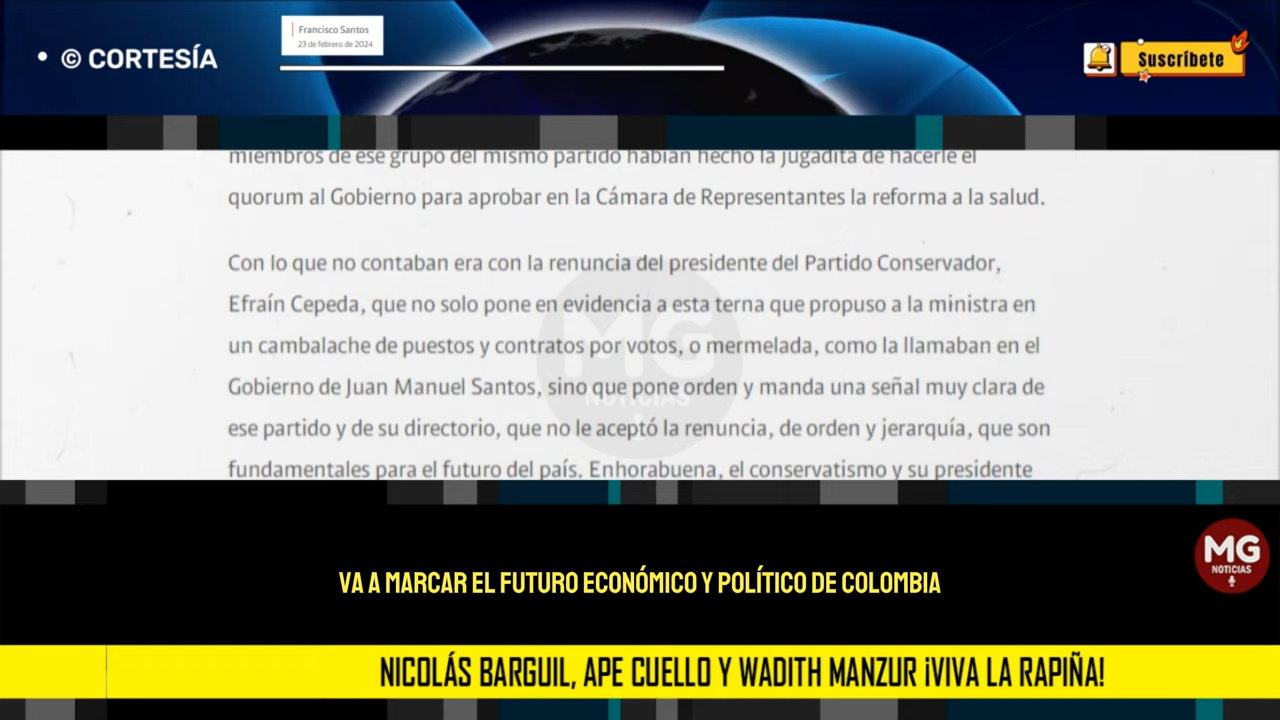 Francisco Santos
23 de febrero de 2024
• © CORTESÍA
Suscríbete
miembros de ese grupo del mismo partido habían hecho la jugadita de hacerle el
quorum al Gobierno para aprobar en la Cámara de Representantes la reforma a la salud.
Con lo que no contaban era con la renuncia del presidente del Partido Conservador,
Efraín Cepeda, que no solo pone en evidencia a esta terna que propuso a la ministra en
un cambalache de puestos y contratos por votos, o mermelada, como la llamaban en el
Gobierno de Juan Manuel Santos, sino que pone orden y manda una señal muy clara de
ese partido y de su directorio, que no le aceptó la renuncia, de orden y jerarquía, que son
fundamentales para el futuro del país. Enhorabuena, el conservatismo y su presidente
MG
NOTICIAS
MG
NOTICIAS
VA A MARCAR EL FUTURO ECONÓMICO Y POLÍTICO DE COLOMBIA
NICOLÁS BARGUIL, APE CUELLO Y WADITH MANZUR ¡VIVA LA RAPIÑA!